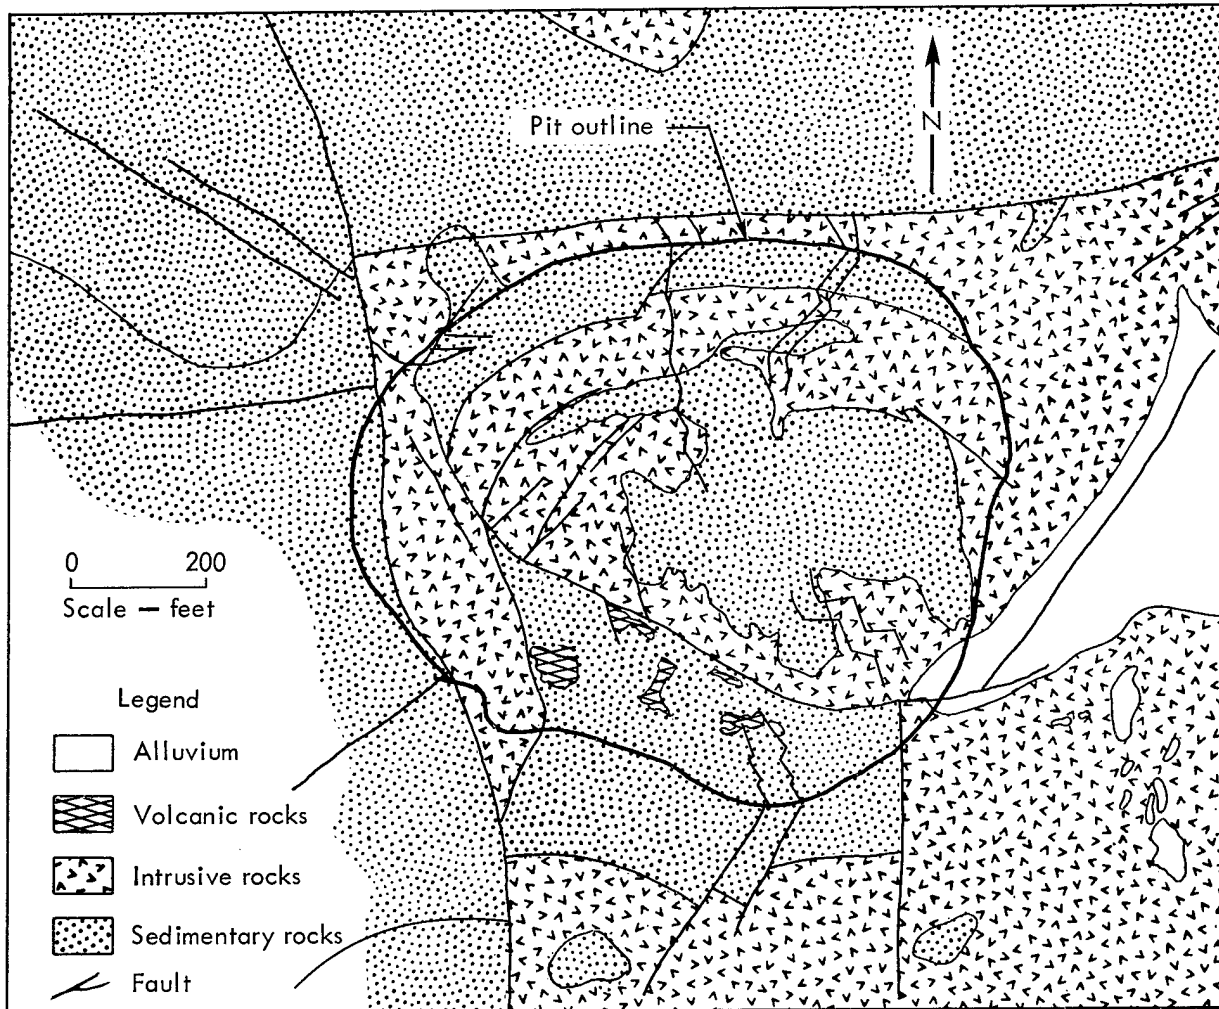 Pit outline
N
0 200
Scale — feet
Legend
Alluvium
Volcanic rocks
Intrusive rocks
Sedimentary rocks
Fault